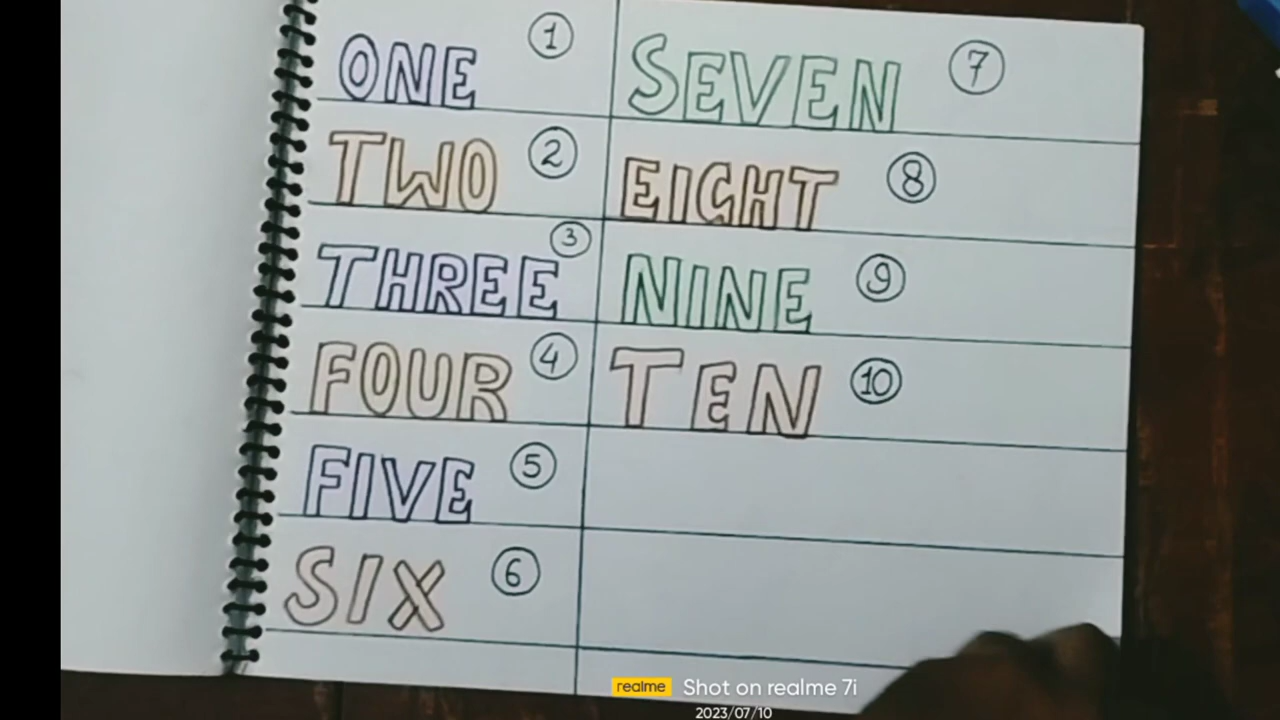 ONE 1
TWO 2
THREE 3
FOUR 4
FIVE 5
SIX 6
SEVEN 7
EIGHT 8
NINE 9
TEN 10
realme Shot on realme 7i
2023/07/10